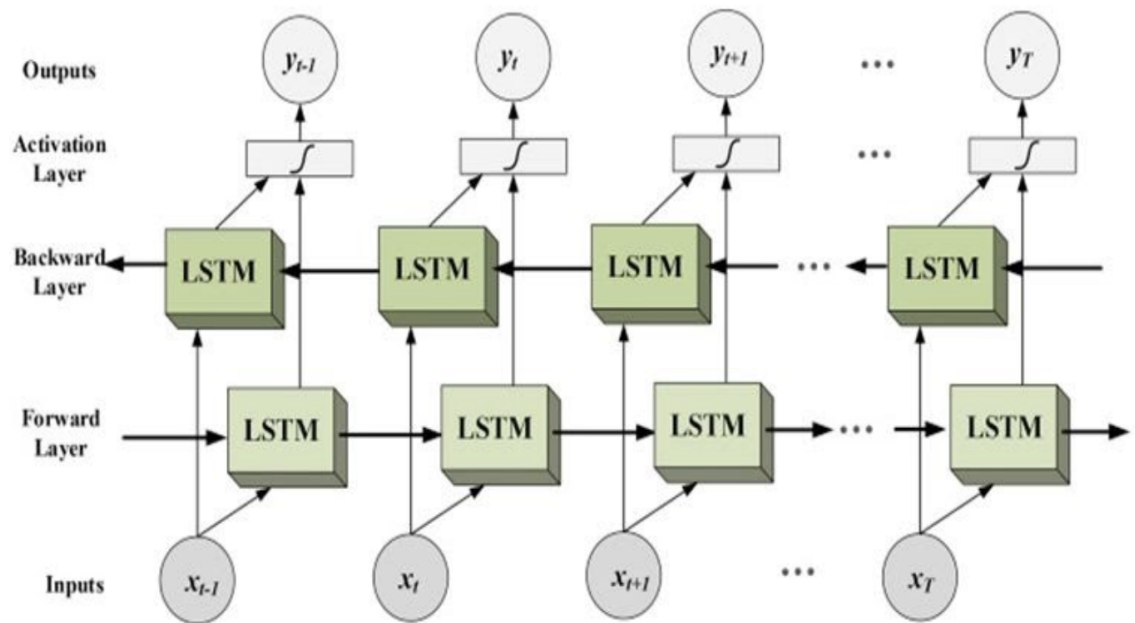 Outputs
y_{t-1} y_t y_{t+1} ... y_T
Activation
Layer
∫ ∫ ∫ ... ∫
Backward
Layer
LSTM LSTM LSTM ... LSTM
Forward
Layer
LSTM LSTM LSTM ... LSTM
Inputs
x_{t-1} x_t x_{t+1} ... x_T